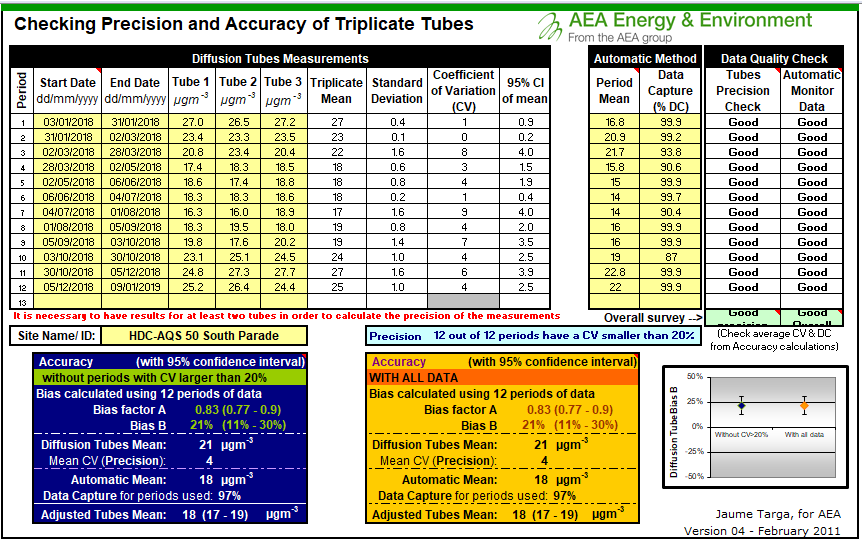 Checking Precision and Accuracy of Triplicate Tubes
AEA Energy & Environment
From the AEA group
Diffusion Tubes Measurements Automatic Method Data Quality Check
Period Start Date dd/mm/yyyy End Date dd/mm/yyyy Tube 1 µgm-3 Tube 2 µgm-3 Tube 3 µgm-3 Triplicate Mean Standard Deviation Coefficient of Variation (CV) 95% CI of mean Period Mean Data Capture (% DC) Tubes Precision Check Automatic Monitor Data
1 03/01/2018 31/01/2018 27.0 26.5 27.2 27 0.4 1 0.9 16.8 99.9 Good Good
2 31/01/2018 02/03/2018 23.4 23.3 23.5 23 0.1 0 0.2 20.9 99.2 Good Good
3 02/03/2018 28/03/2018 20.8 23.4 20.4 22 1.6 8 4.0 21.7 93.8 Good Good
4 28/03/2018 02/05/2018 17.4 18.3 18.5 18 0.6 3 1.5 15.8 90.6 Good Good
5 02/05/2018 06/06/2018 18.6 17.4 18.8 18 0.8 4 1.9 15 99.9 Good Good
6 06/06/2018 04/07/2018 18.3 18.3 18.6 18 0.2 1 0.4 14 99.7 Good Good
7 04/07/2018 01/08/2018 16.3 16.0 18.9 17 1.6 9 4.0 14 90.4 Good Good
8 01/08/2018 05/09/2018 18.3 19.5 18.0 19 0.8 4 2.0 16 99.9 Good Good
9 05/09/2018 03/10/2018 19.8 17.6 20.2 19 1.4 7 3.5 16 99.9 Good Good
10 03/10/2018 30/10/2018 23.1 25.1 24.5 24 1.0 4 2.5 19 87 Good Good
11 30/10/2018 05/12/2018 24.8 27.3 27.7 27 1.6 6 3.9 22.8 99.9 Good Good
12 05/12/2018 09/01/2019 25.2 26.4 24.4 25 1.0 4 2.5 22 99.9 Good Good
13
It is necessary to have results for at least two tubes in order to calculate the precision of the measurements
Overall survey --> Good precision Good Overall
Site Name/ ID: HDC-AQS 50 South Parade
Precision 12 out of 12 periods have a CV smaller than 20%
(Check average CV & DC
from Accuracy calculations)
Accuracy (with 95% confidence interval)
without periods with CV larger than 20%
Bias calculated using 12 periods of data
Bias factor A 0.83 (0.77 - 0.9)
Bias B 21% (11% - 30%)
Diffusion Tubes Mean: 21 µgm-3
Mean CV (Precision): 4
Automatic Mean: 18 µgm-3
Data Capture for periods used: 97%
Adjusted Tubes Mean: 18 (17 - 19) µgm-3
Accuracy (with 95% confidence interval)
WITH ALL DATA
Bias calculated using 12 periods of data
Bias factor A 0.83 (0.77 - 0.9)
Bias B 21% (11% - 30%)
Diffusion Tubes Mean: 21 µgm-3
Mean CV (Precision): 4
Automatic Mean: 18 µgm-3
Data Capture for periods used: 97%
Adjusted Tubes Mean: 18 (17 - 19) µgm-3
Diffusion Tube Bias B
50%
25%
0%
-25%
-50%
Without CV>20% With all data
Jaume Targa, for AEA
Version 04 - February 2011